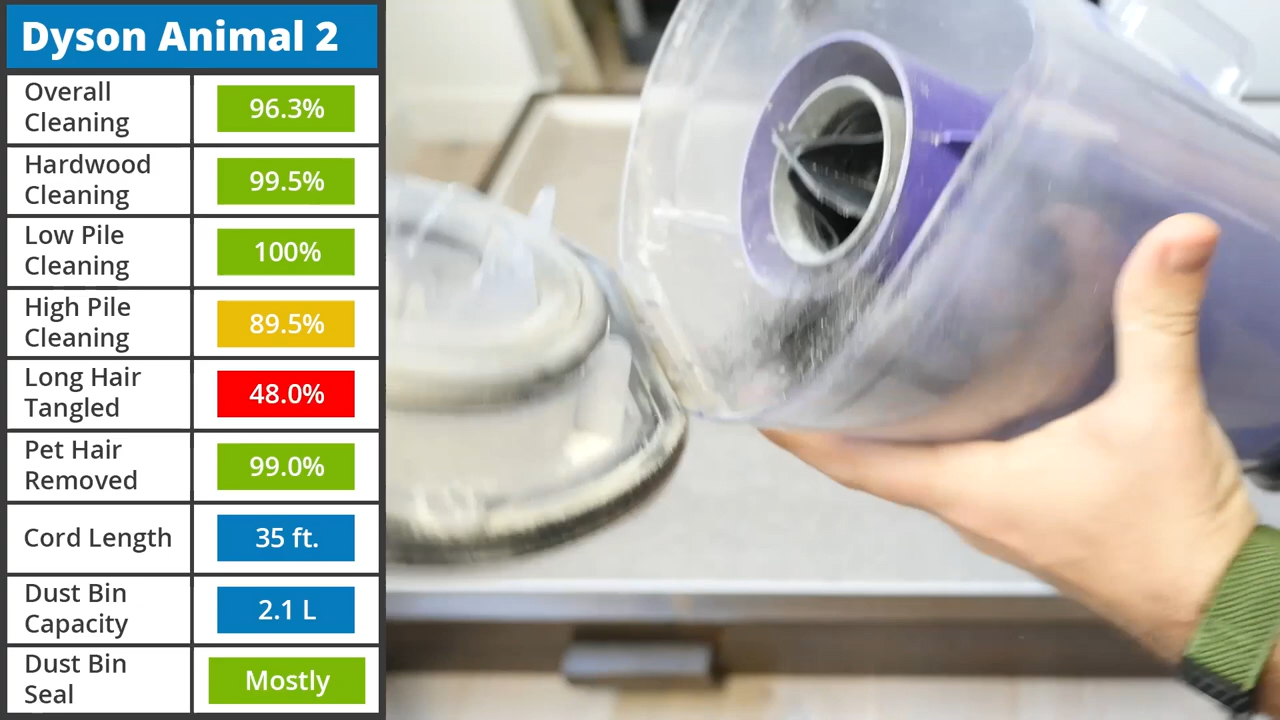 Dyson Animal 2
Overall
Cleaning
96.3%
Hardwood
Cleaning
99.5%
Low Pile
Cleaning
100%
High Pile
Cleaning
89.5%
Long Hair
Tangled
48.0%
Pet Hair
Removed
99.0%
Cord Length
35 ft.
Dust Bin
Capacity
2.1 L
Dust Bin
Seal
Mostly